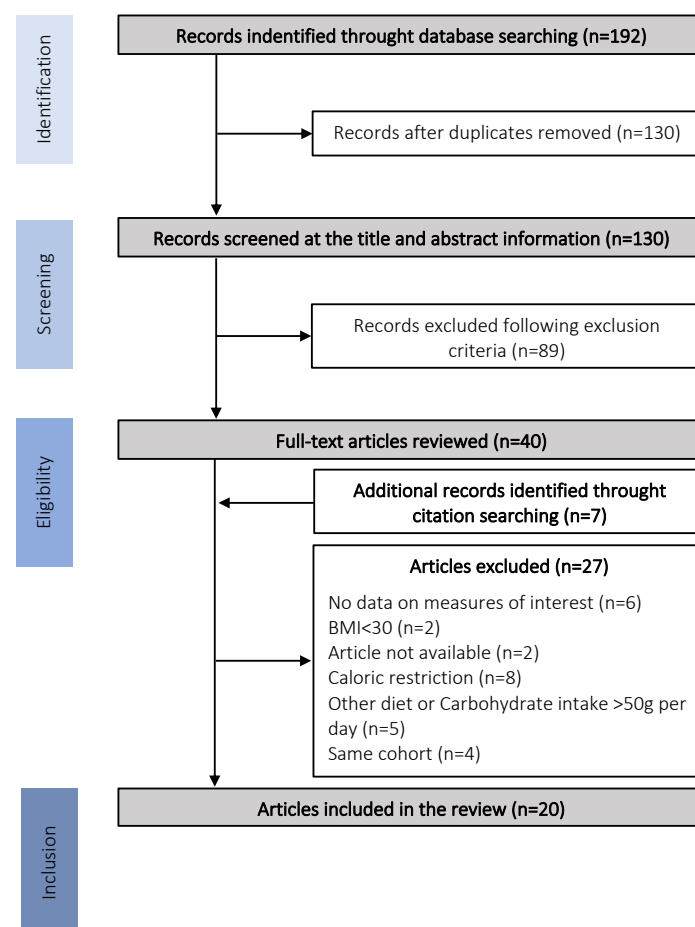 Identification
Records indentified throught database searching (n=192)
Records after duplicates removed (n=130)
Screening
Records screened at the title and abstract information (n=130)
Records excluded following exclusion
criteria (n=89)
Eligibility
Full-text articles reviewed (n=40)
Additional records identified throught
citation searching (n=7)
Articles excluded (n=27)
No data on measures of interest (n=6)
BMI<30 (n=2)
Article not available (n=2)
Caloric restriction (n=8)
Other diet or Carbohydrate intake >50g per
day (n=5)
Same cohort (n=4)
Inclusion
Articles included in the review (n=20)